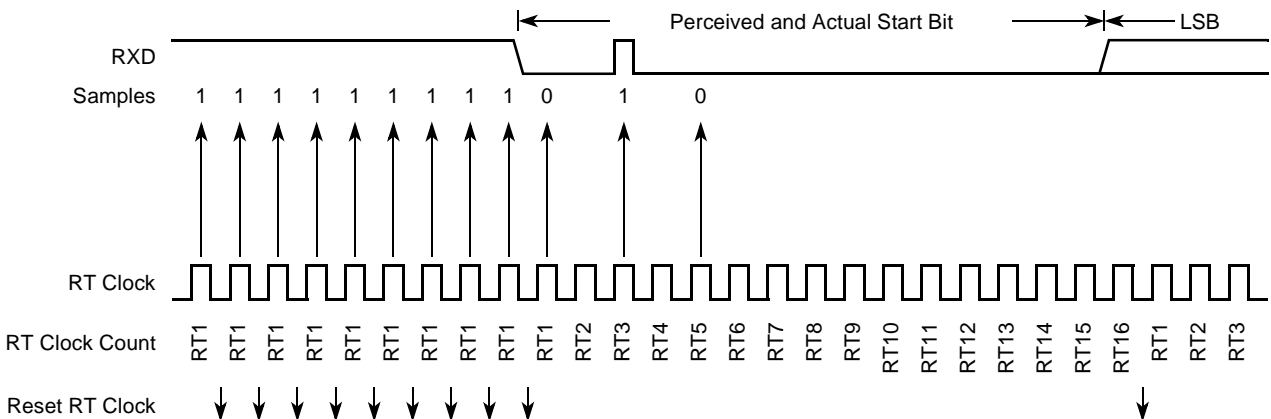 Perceived and Actual Start Bit LSB
RXD
Samples 1 1 1 1 1 1 1 1 1 0 1 0
RT Clock
RT Clock Count RT1 RT1 RT1 RT1 RT1 RT1 RT1 RT1 RT1 RT1 RT2 RT3 RT4 RT5 RT6 RT7 RT8 RT9 RT10 RT11 RT12 RT13 RT14 RT15 RT16 RT1 RT2 RT3
Reset RT Clock